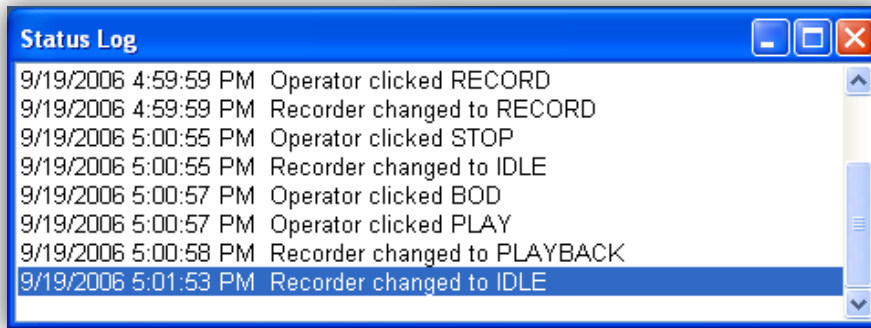 Status Log
9/19/2006 4:59:59 PM Operator clicked RECORD
9/19/2006 4:59:59 PM Recorder changed to RECORD
9/19/2006 5:00:55 PM Operator clicked STOP
9/19/2006 5:00:55 PM Recorder changed to IDLE
9/19/2006 5:00:57 PM Operator clicked BOD
9/19/2006 5:00:57 PM Operator clicked PLAY
9/19/2006 5:00:58 PM Recorder changed to PLAYBACK
9/19/2006 5:01:53 PM Recorder changed to IDLE